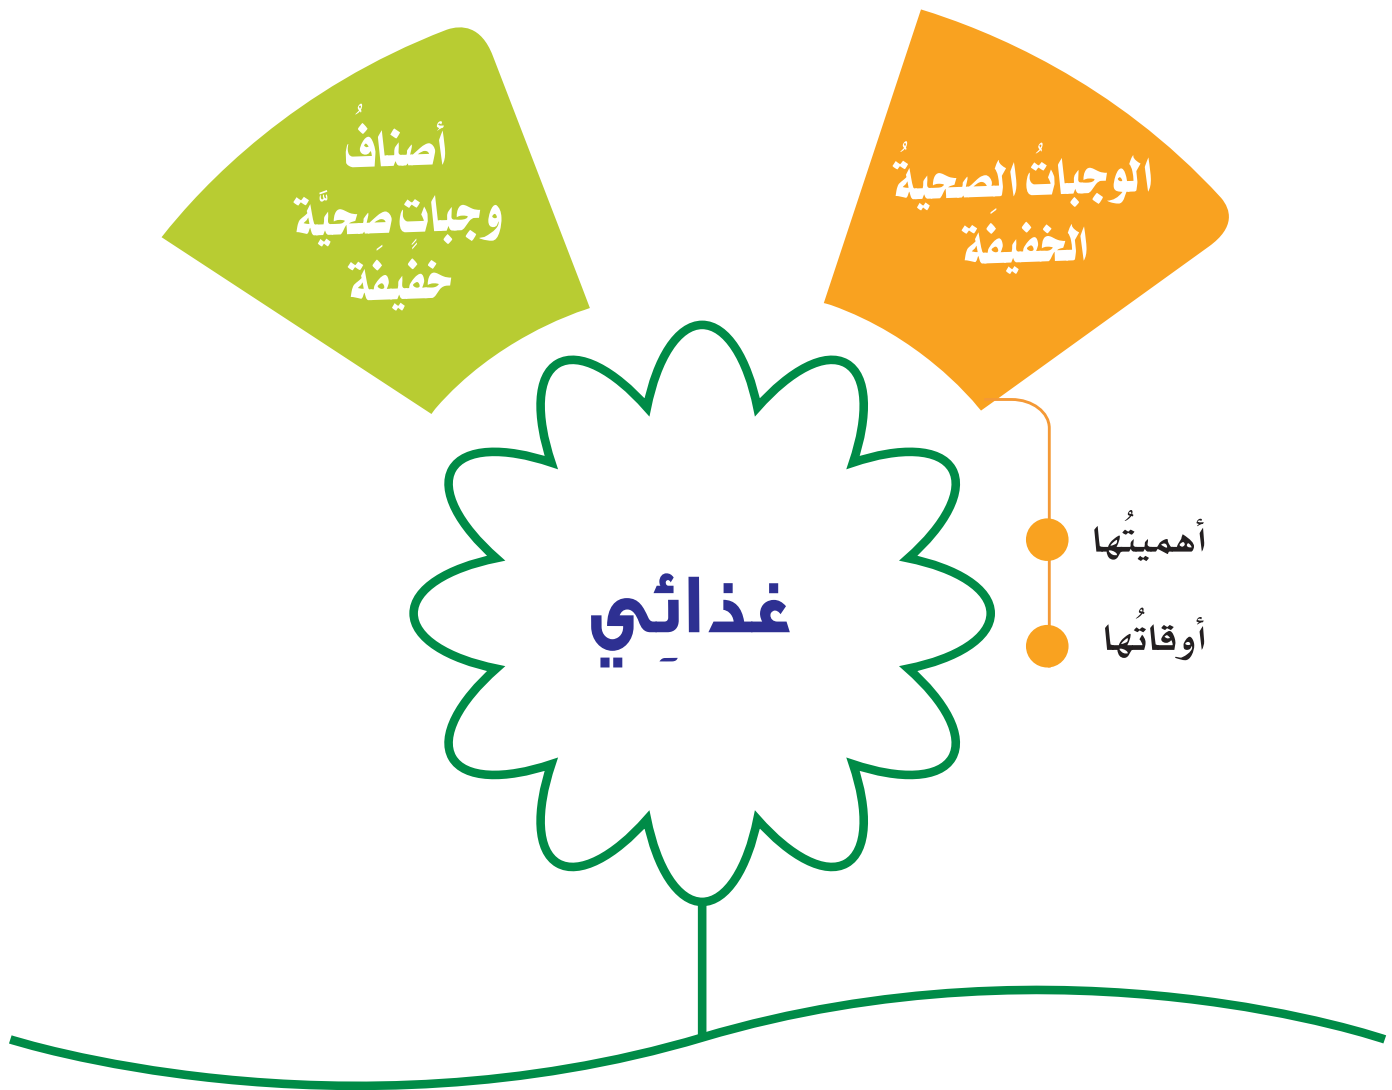 الوجباتُ الصحيةُ
الخفيفَة
أصنافُ
وجباتٍ صحيَّة
خفيفَة
غذائِي
أهميتُها
أوقاتُها